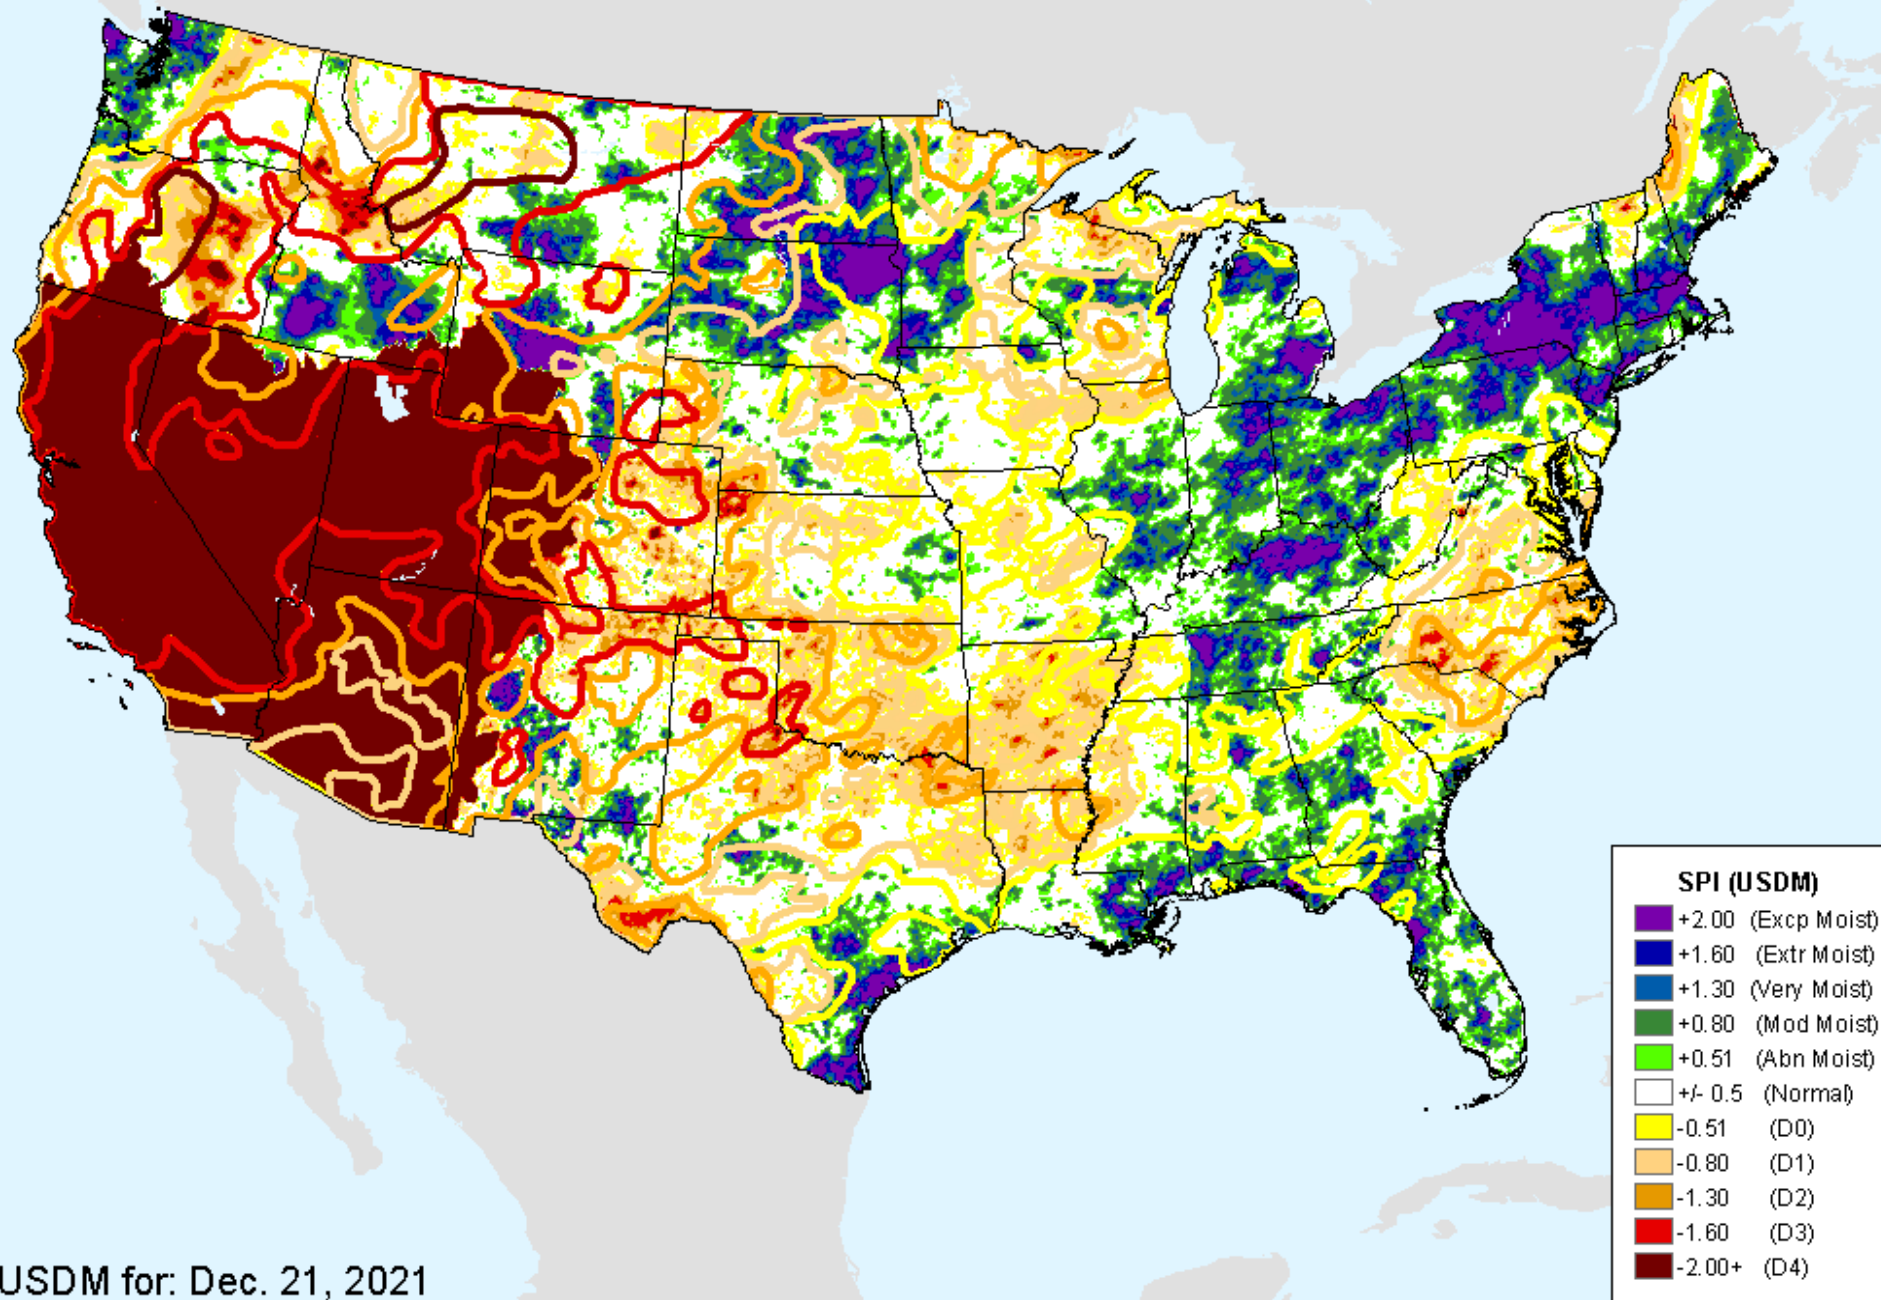 SPI (USDM)
+2.00 (Excp Moist)
+1.60 (Extr Moist)
+1.30 (Very Moist)
+0.80 (Mod Moist)
+0.51 (Abn Moist)
+/- 0.5 (Normal)
-0.51 (D0)
-0.80 (D1)
-1.30 (D2)
-1.60 (D3)
-2.00+ (D4)
USDM for: Dec. 21, 2021